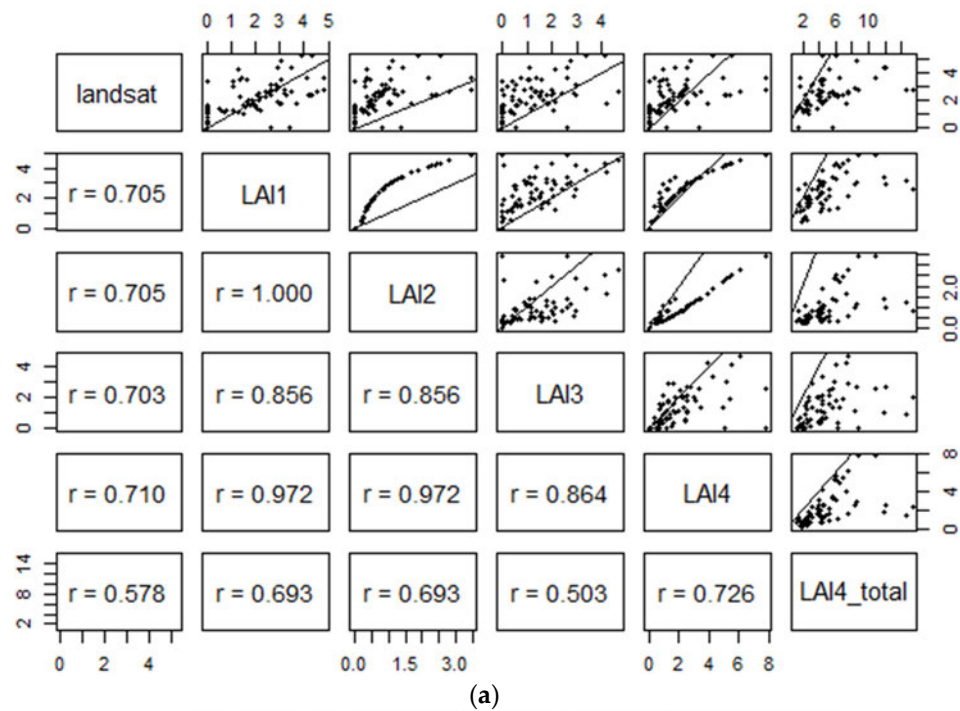 0 1 2 3 4 5 0 2 4 2 6 10
landsat
0 2 4
0 2 4
r = 0.705 LAI1
r = 0.705 r = 1.000 LAI2
0.0 2.0
0 2 4
r = 0.703 r = 0.856 r = 0.856 LAI3
r = 0.710 r = 0.972 r = 0.972 r = 0.864 LAI4
0 4 8
2 8 14
r = 0.578 r = 0.693 r = 0.693 r = 0.503 r = 0.726 LAI4_total
0 2 4 0.0 1.5 3.0 0 2 4 6 8
(a)